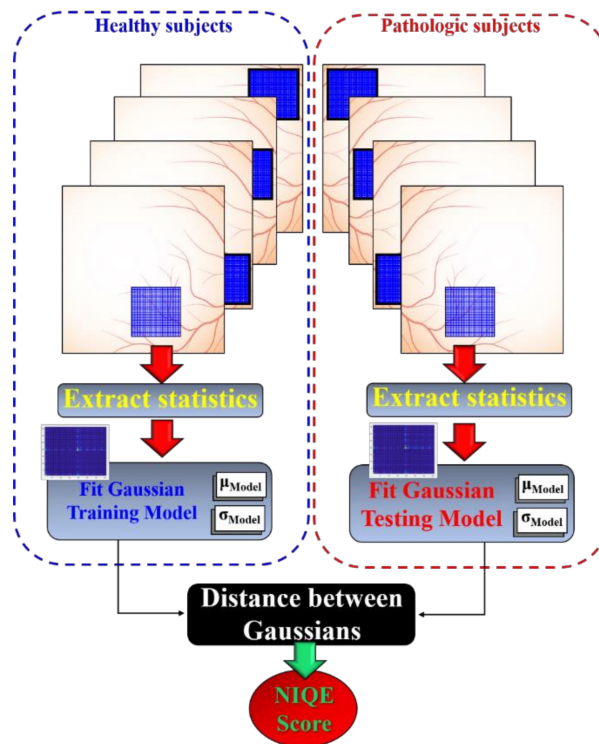 Healthy subjects
Pathologic subjects
Extract statistics
Extract statistics
Fit Gaussian
Training Model
μModel
σModel
Fit Gaussian
Testing Model
μModel
σModel
Distance between
Gaussians
NIQE
Score